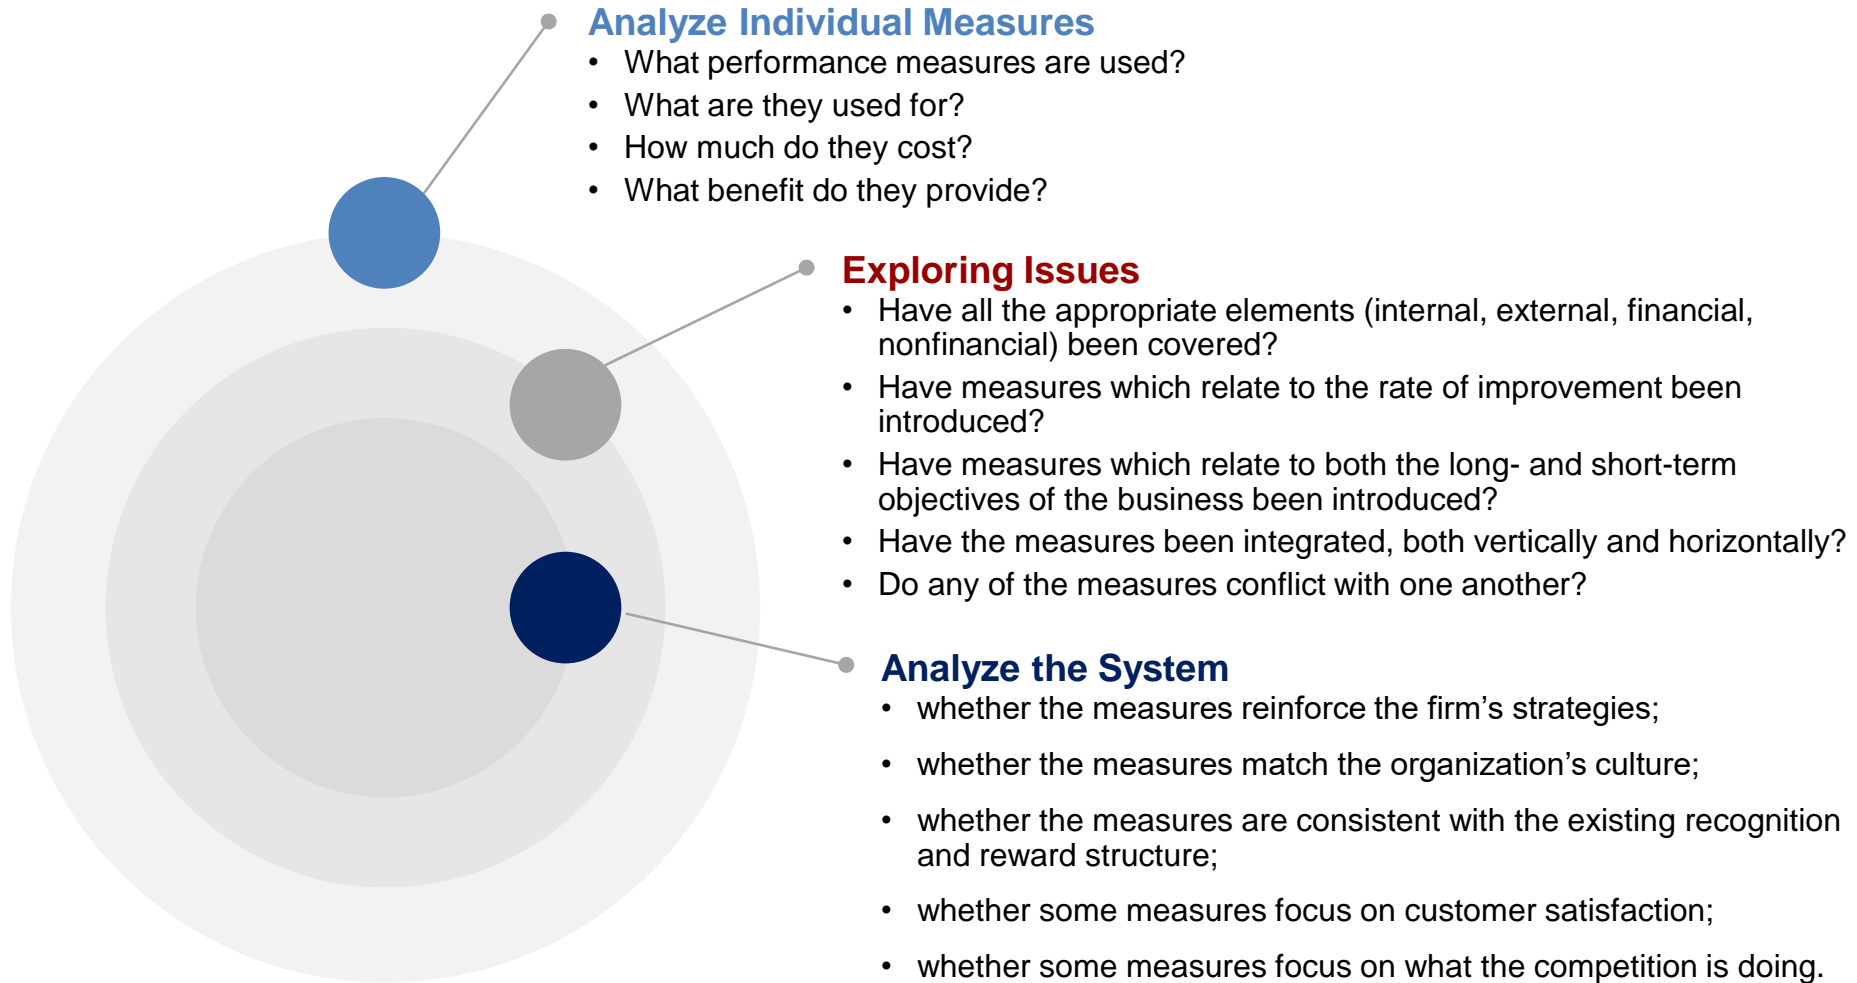 Analyze Individual Measures
• What performance measures are used?
• What are they used for?
• How much do they cost?
• What benefit do they provide?
Exploring Issues
• Have all the appropriate elements (internal, external, financial,
nonfinancial) been covered?
• Have measures which relate to the rate of improvement been
introduced?
• Have measures which relate to both the long- and short-term
objectives of the business been introduced?
• Have the measures been integrated, both vertically and horizontally?
• Do any of the measures conflict with one another?
Analyze the System
• whether the measures reinforce the firm’s strategies;
• whether the measures match the organization’s culture;
• whether the measures are consistent with the existing recognition
and reward structure;
• whether some measures focus on customer satisfaction;
• whether some measures focus on what the competition is doing.